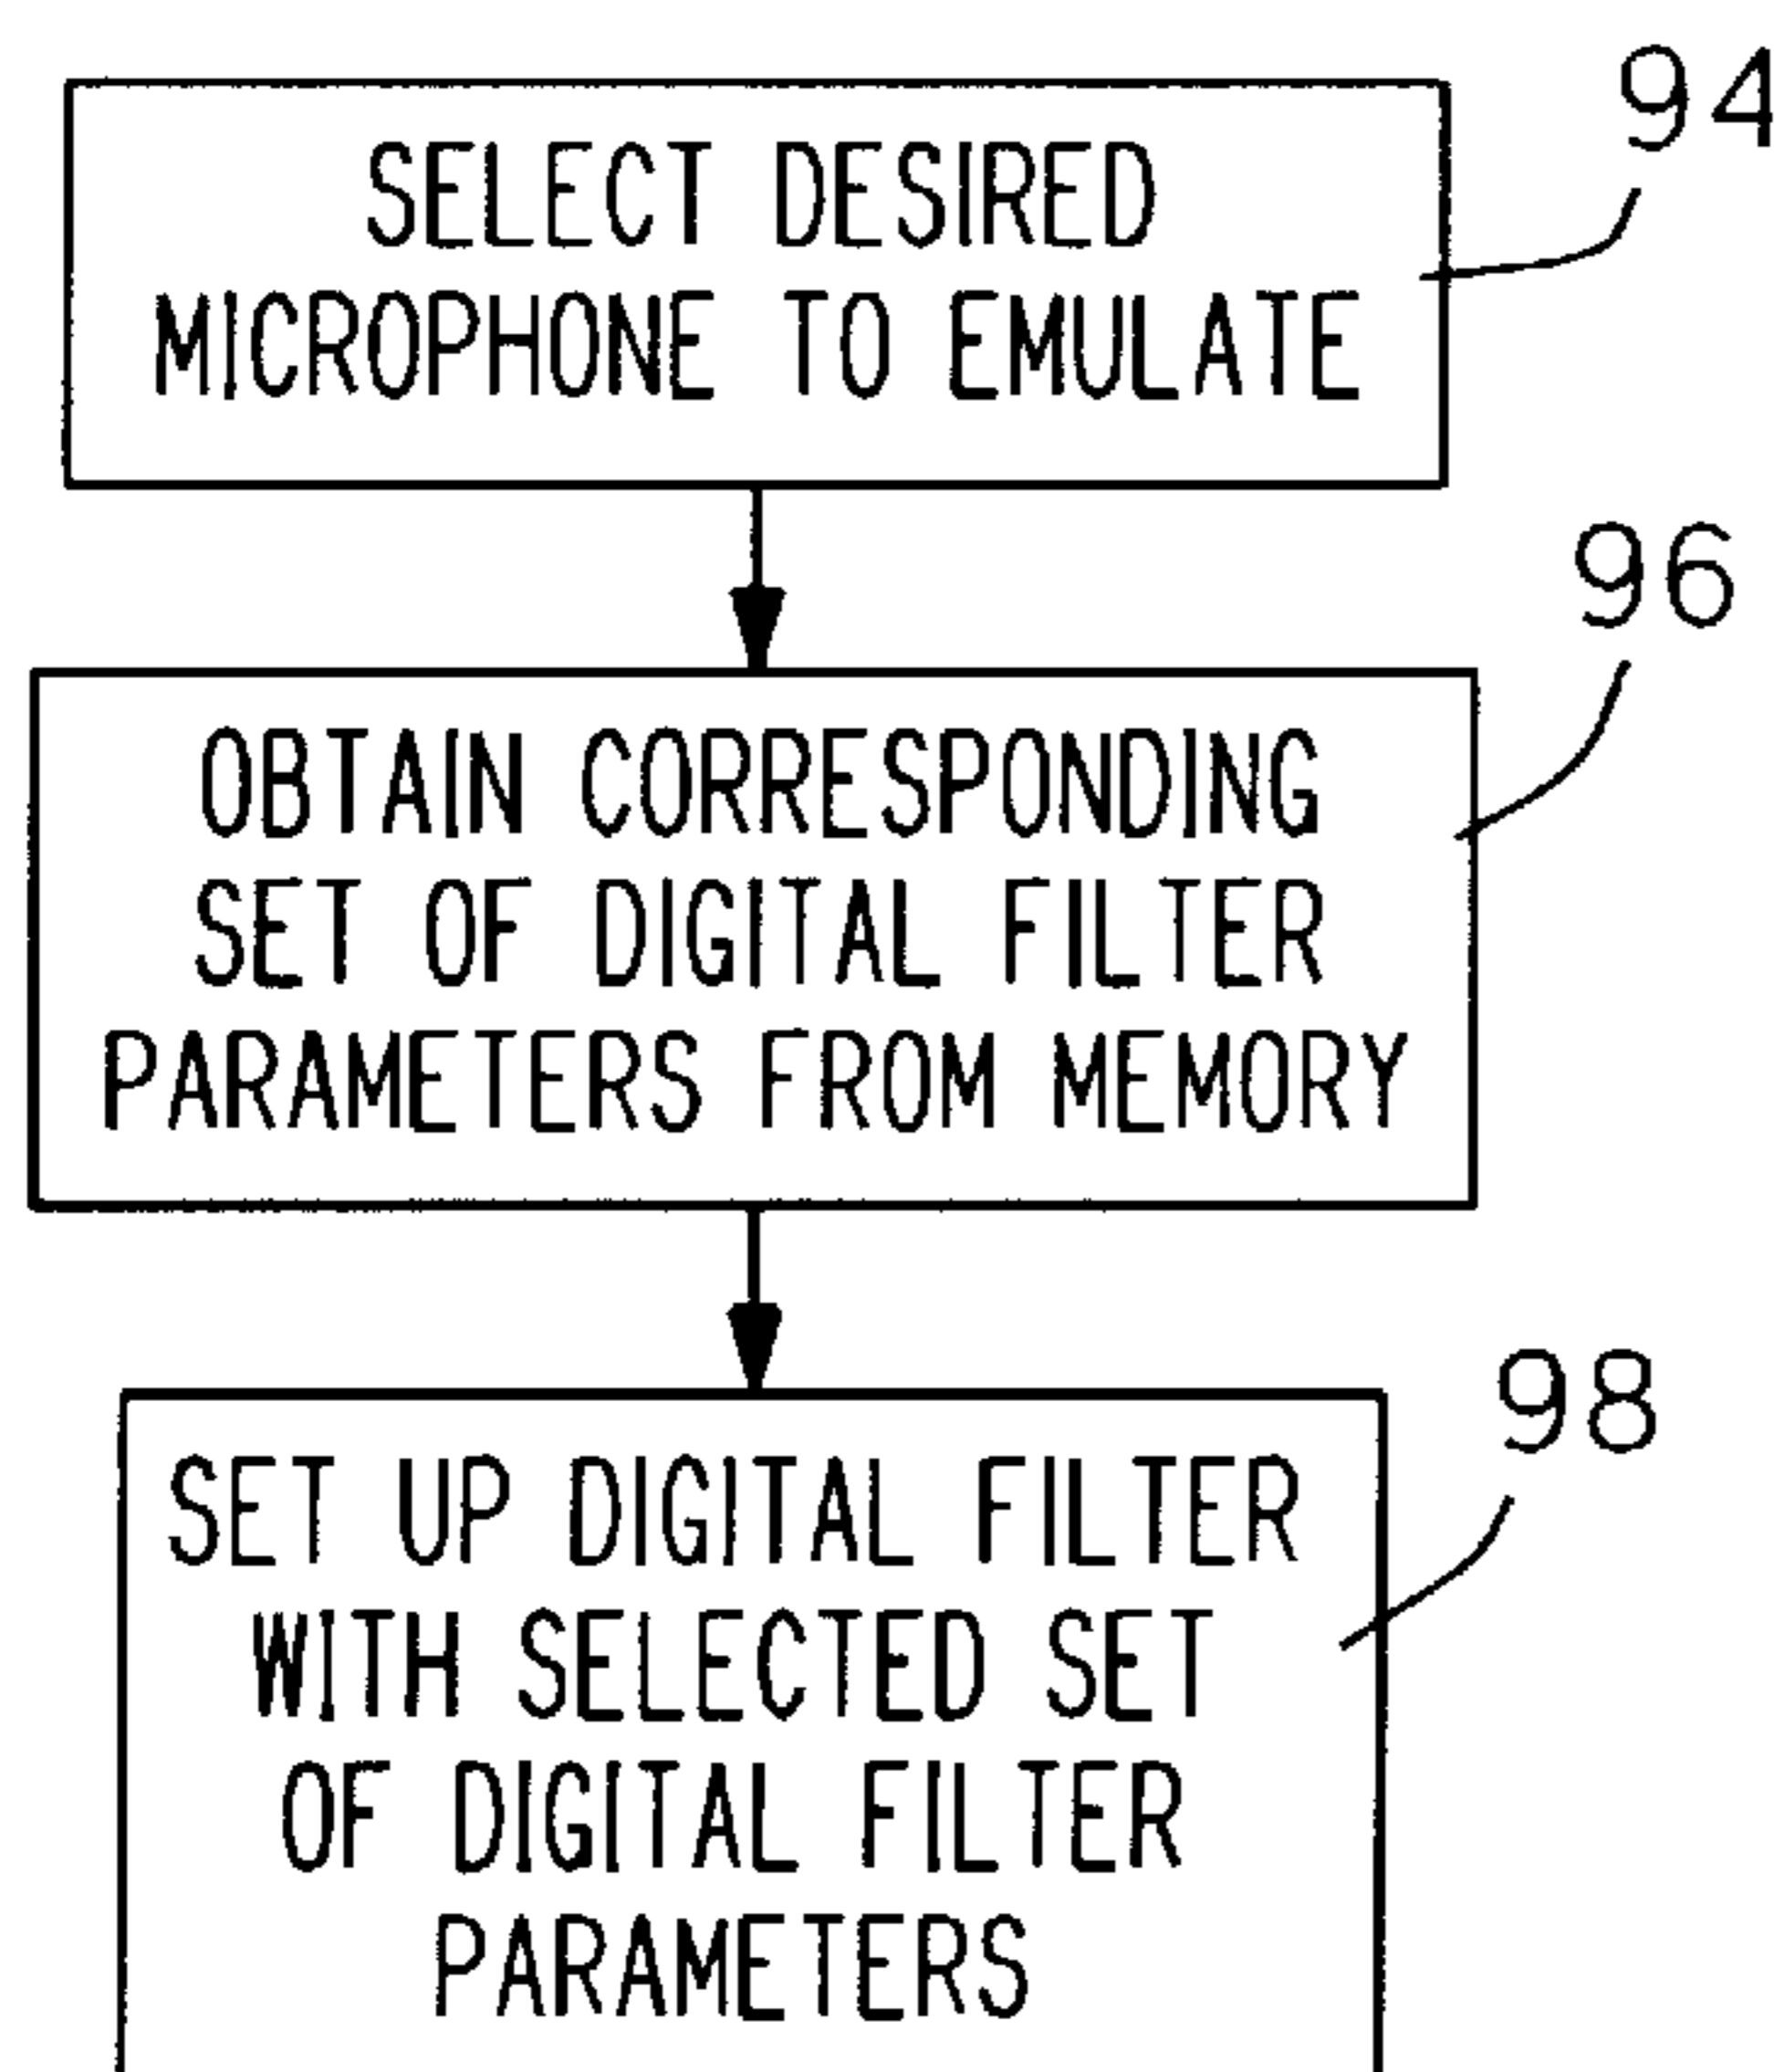 94
SELECT DESIRED
MICROPHONE TO EMULATE
96
OBTAIN CORRESPONDING
SET OF DIGITAL FILTER
PARAMETERS FROM MEMORY
98
SET UP DIGITAL FILTER
WITH SELECTED SET
OF DIGITAL FILTER
PARAMETERS